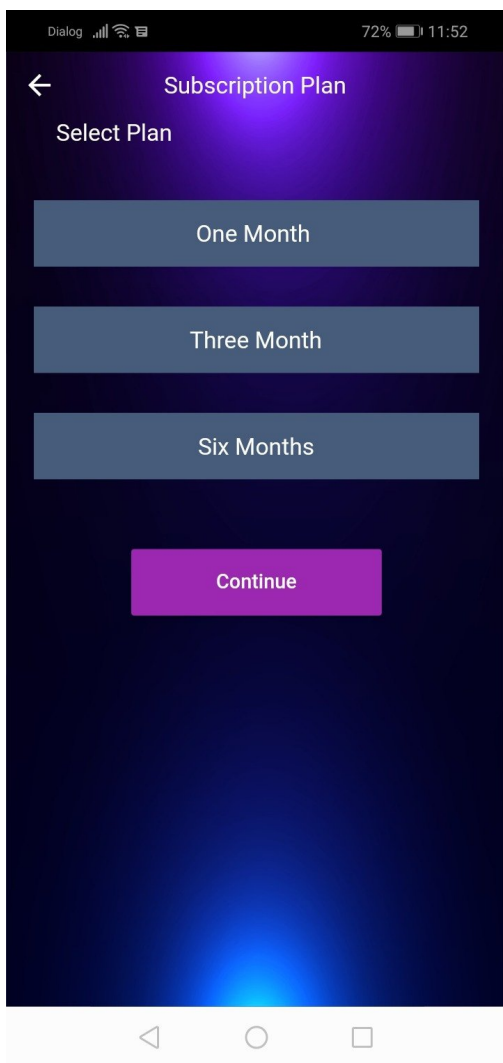 Dialog 72% 11:52
Subscription Plan
Select Plan
One Month
Three Month
Six Months
Continue